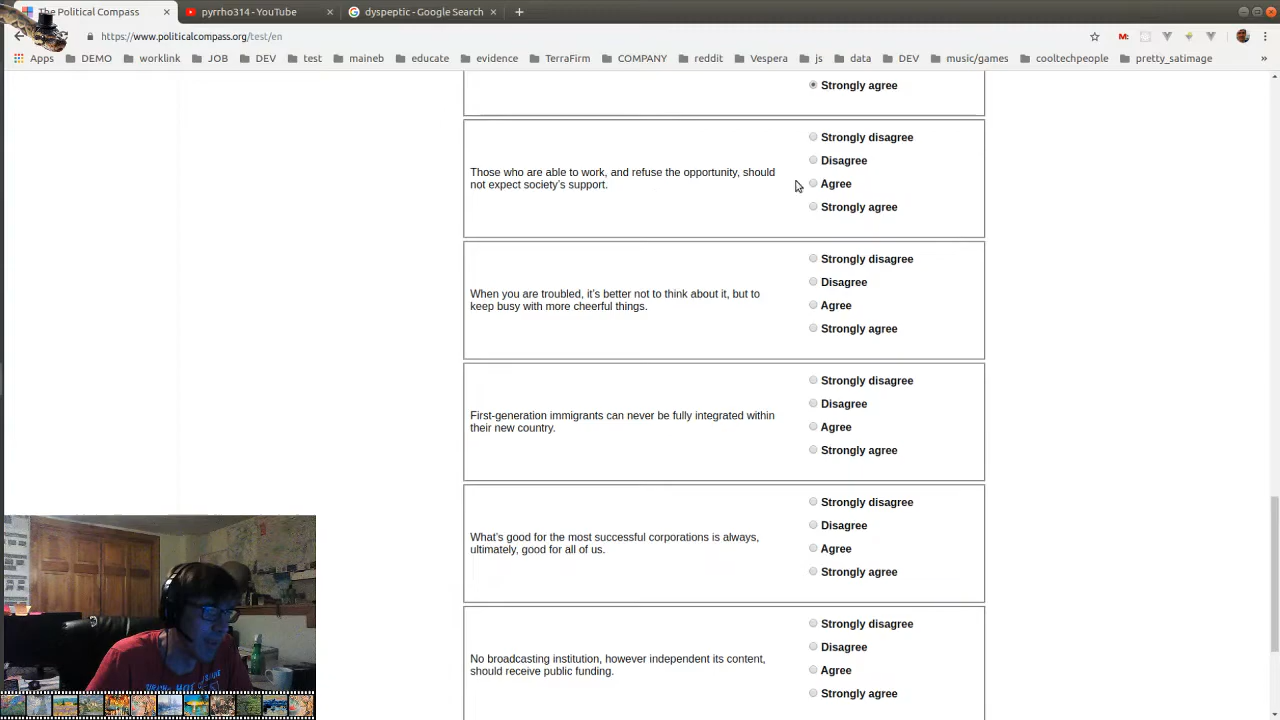 The Political Compass
pyrrho314 - YouTube
dyspeptic - Google Search
https://www.politicalcompass.org/test/en
Apps DEMO worklink JOB DEV test maineb educate evidence TerraFirm COMPANY reddit Vespera js data DEV music/games cooltechpeople pretty_satimage »
Strongly agree
Those who are able to work, and refuse the opportunity, should
not expect society's support.
Strongly disagree
Disagree
Agree
Strongly agree
When you are troubled, it's better not to think about it, but to
keep busy with more cheerful things.
Strongly disagree
Disagree
Agree
Strongly agree
First-generation immigrants can never be fully integrated within
their new country.
Strongly disagree
Disagree
Agree
Strongly agree
What's good for the most successful corporations is always,
ultimately, good for all of us.
Strongly disagree
Disagree
Agree
Strongly agree
No broadcasting institution, however independent its content,
should receive public funding.
Strongly disagree
Disagree
Agree
Strongly agree